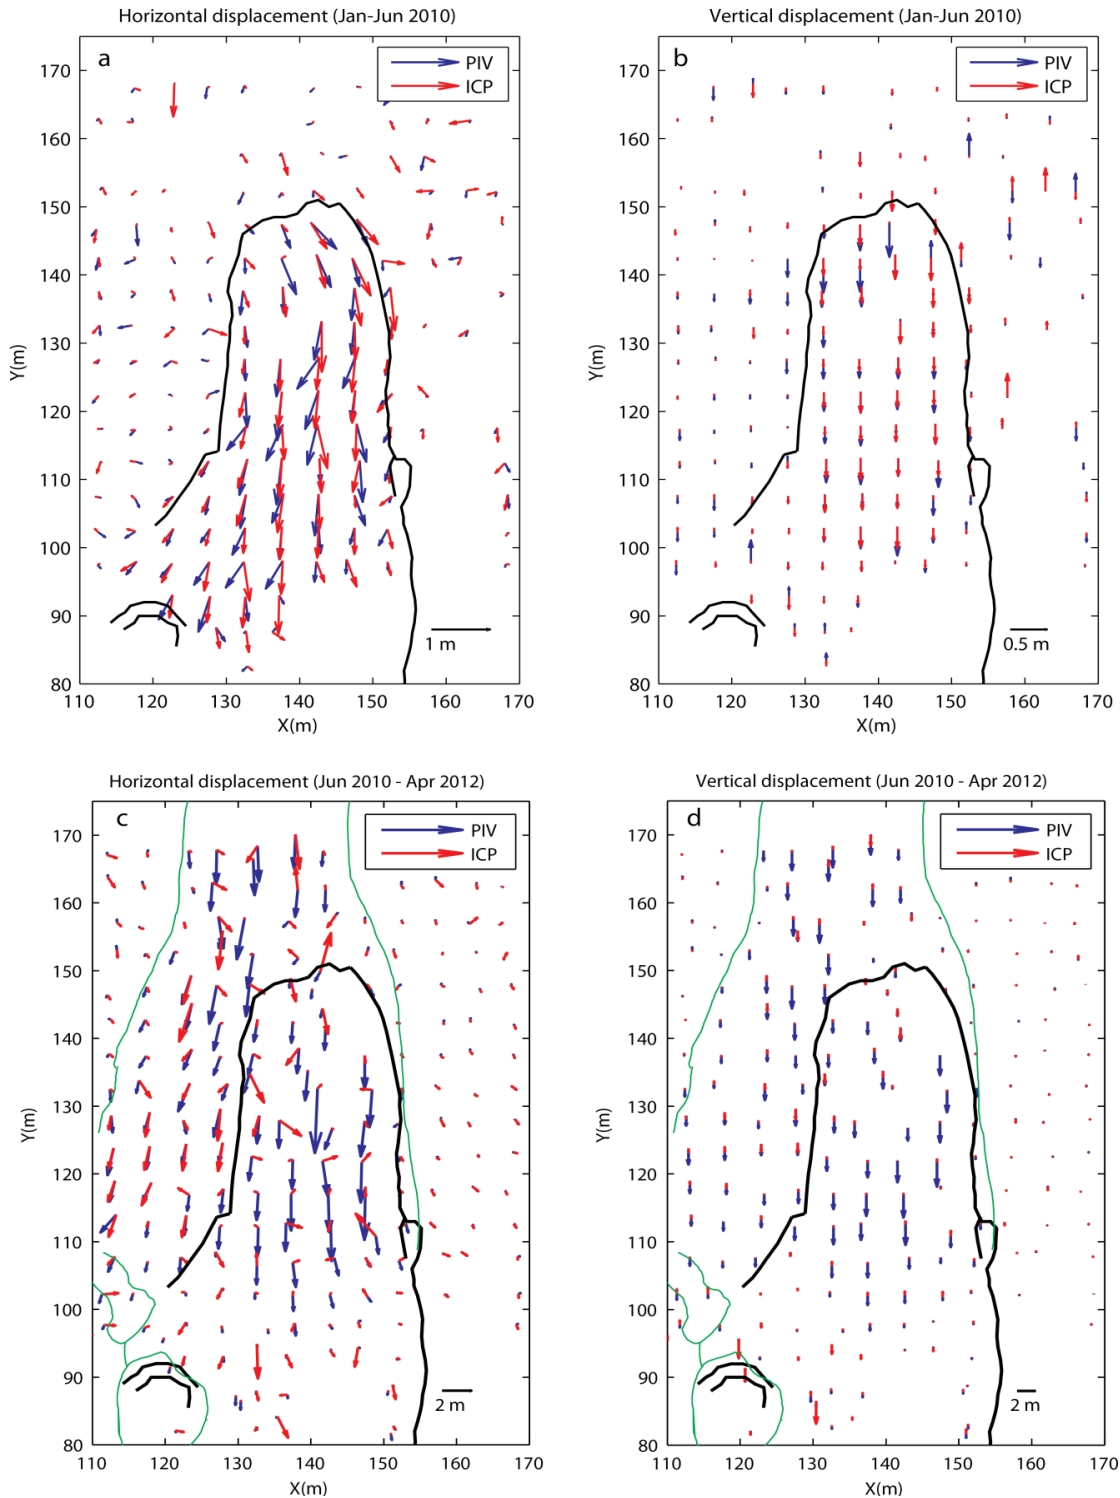 Horizontal displacement (Jan-Jun 2010)
a
PIV
ICP
170
160
150
140
130
120
110
100
90
80
Y(m)
1 m
110 120 130 140 150 160 170
X(m)
Vertical displacement (Jan-Jun 2010)
b
PIV
ICP
170
160
150
140
130
120
110
100
90
80
Y(m)
0.5 m
110 120 130 140 150 160 170
X(m)
Horizontal displacement (Jun 2010 - Apr 2012)
c
PIV
ICP
170
160
150
140
130
120
110
100
90
80
Y(m)
2 m
110 120 130 140 150 160 170
X(m)
Vertical displacement (Jun 2010 - Apr 2012)
d
PIV
ICP
170
160
150
140
130
120
110
100
90
80
Y(m)
2 m
110 120 130 140 150 160 170
X(m)